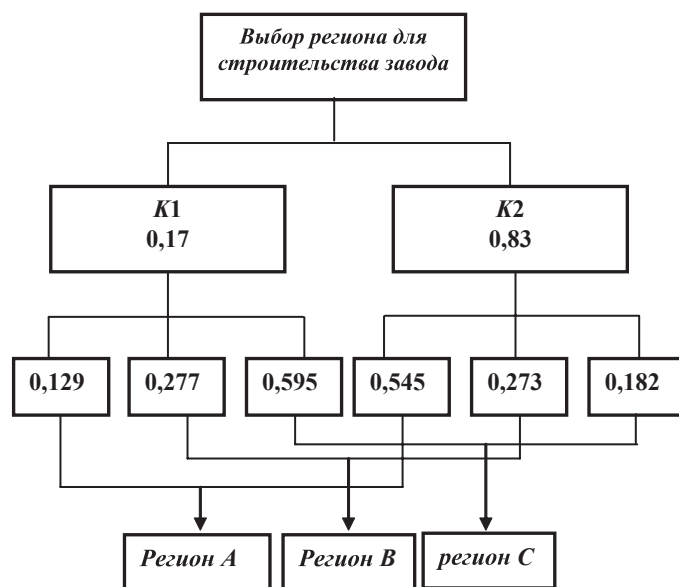 Выбор региона для
строительства завода
K1
0,17
K2
0,83
0,129
0,277
0,595
0,545
0,273
0,182
Регион A
Регион B
регион C